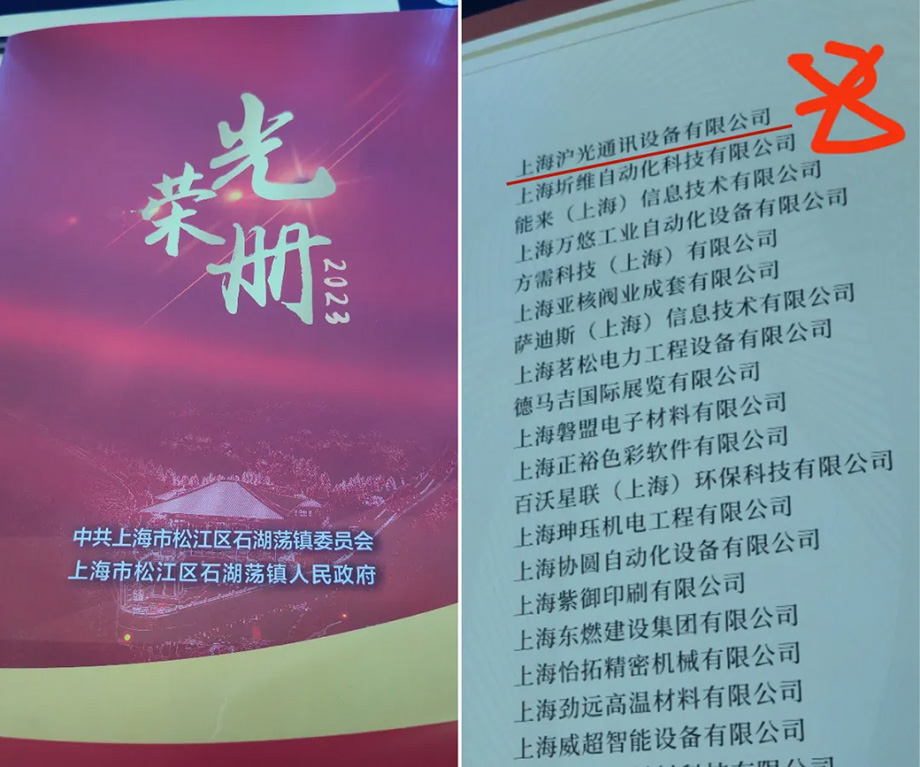 光荣册
2023
中共上海市松江区石湖荡镇委员会
上海市松江区石湖荡镇人民政府
上海沪光通讯设备有限公司
上海圻维自动化科技有限公司
能来（上海）信息技术有限公司
上海万悠工业自动化设备有限公司
方需科技（上海）有限公司
上海亚核阀业成套有限公司
萨迪斯（上海）信息技术有限公司
上海茗松电力工程设备有限公司
德马吉国际展览有限公司
上海磐盟电子材料有限公司
上海正裕色彩软件有限公司
百沃星联（上海）环保科技有限公司
上海珅珏机电工程有限公司
上海协圆自动化设备有限公司
上海紫御印刷有限公司
上海东燃建设集团有限公司
上海怡拓精密机械有限公司
上海劲远高温材料有限公司
上海威超智能设备有限公司